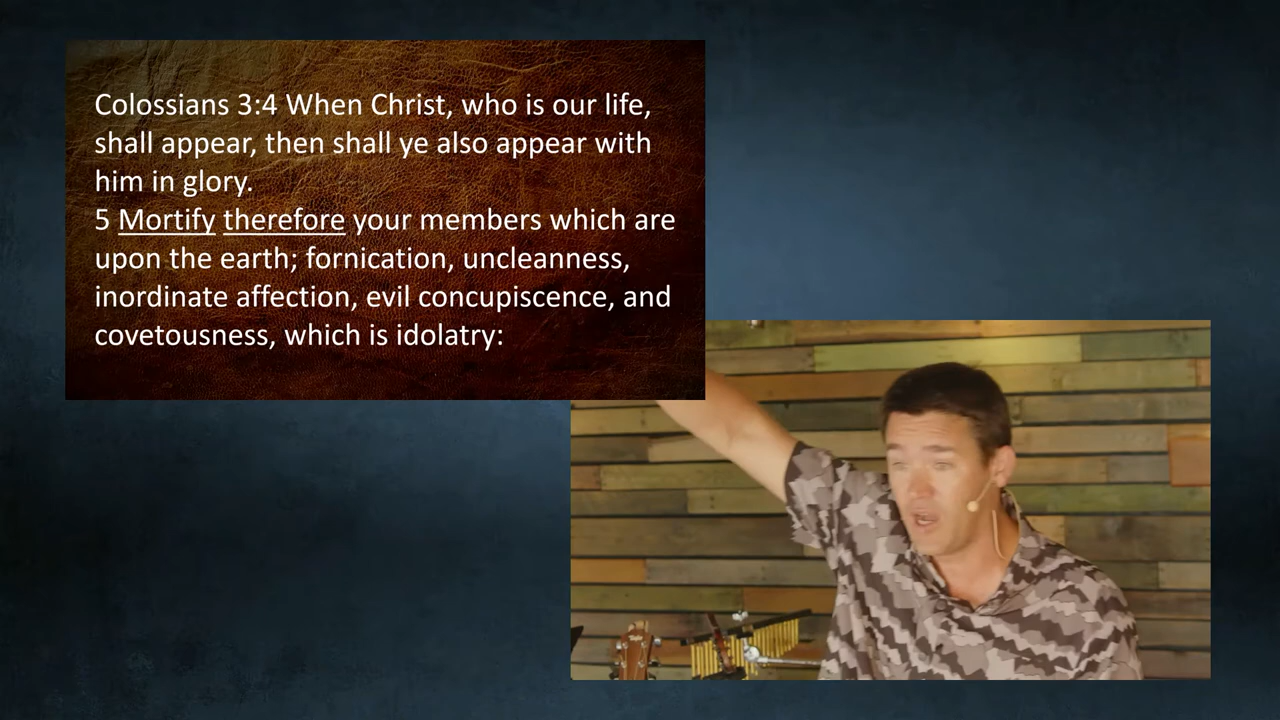 Colossians 3:4 When Christ, who is our life,
shall appear, then shall ye also appear with
him in glory.
5 Mortify therefore your members which are
upon the earth; fornication, uncleanness,
inordinate affection, evil concupiscence, and
covetousness, which is idolatry:
Taylor